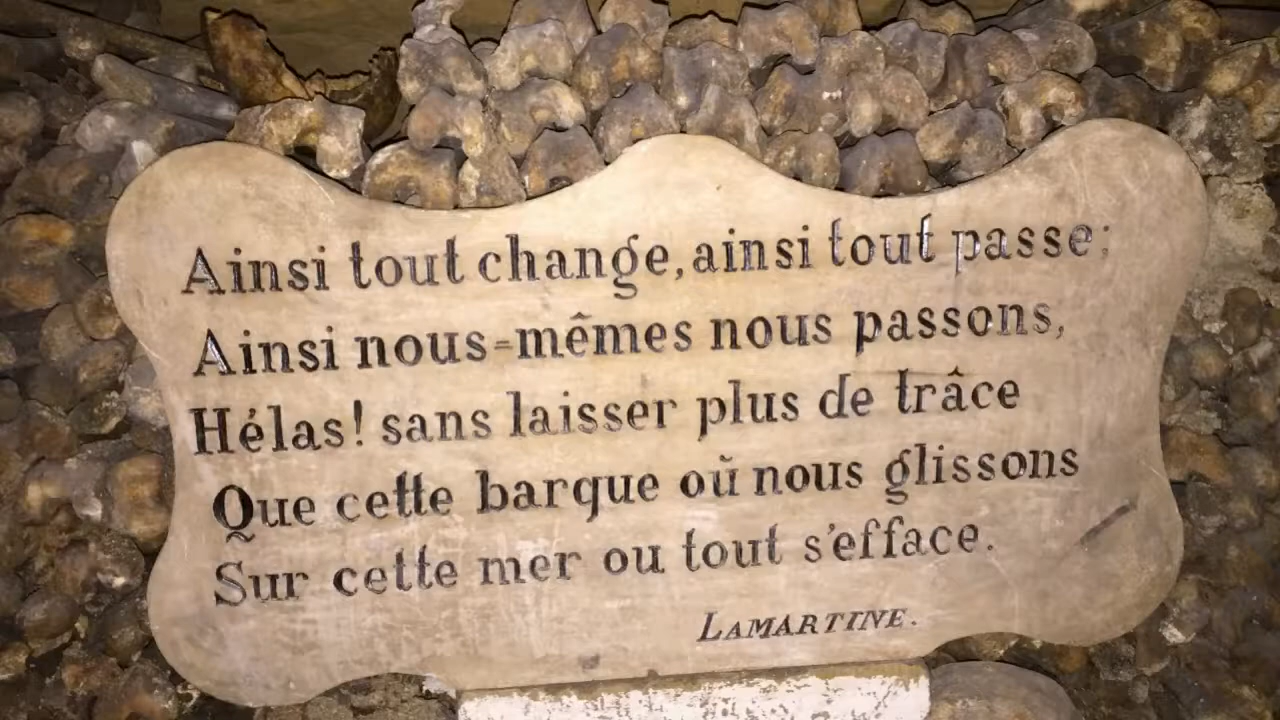 Ainsi tout change, ainsi tout passe;
Ainsi nous-mêmes nous passons,
Hélas! sans laisser plus de trâce
Que cette barque où nous glissons
Sur cette mer ou tout s'efface.
LAMARTINE.